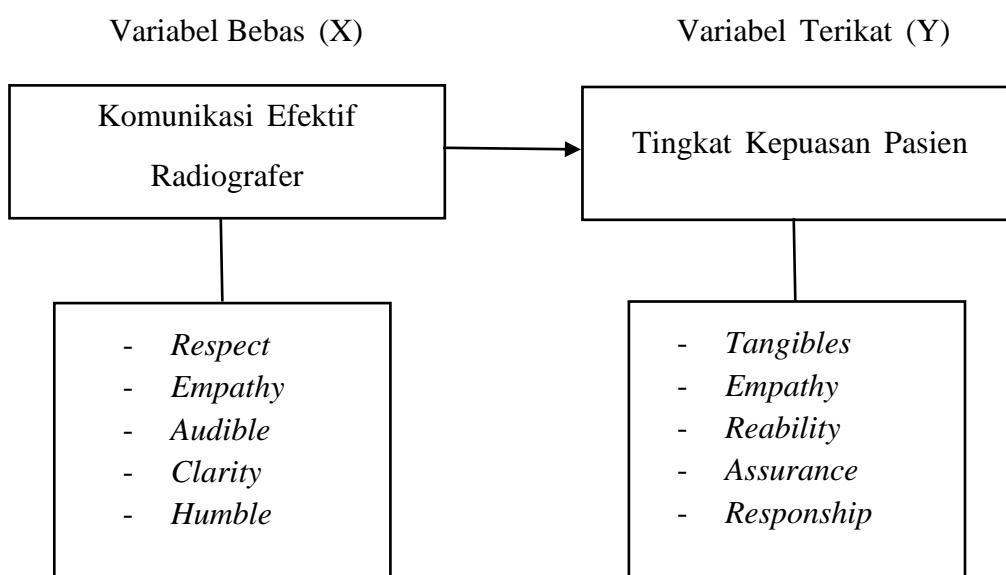 Variabel Bebas (X)
Variabel Terikat (Y)
Komunikasi Efektif
Radiografer
Tingkat Kepuasan Pasien
- Respect
- Empathy
- Audible
- Clarity
- Humble
- Tangibles
- Empathy
- Reability
- Assurance
- Responship